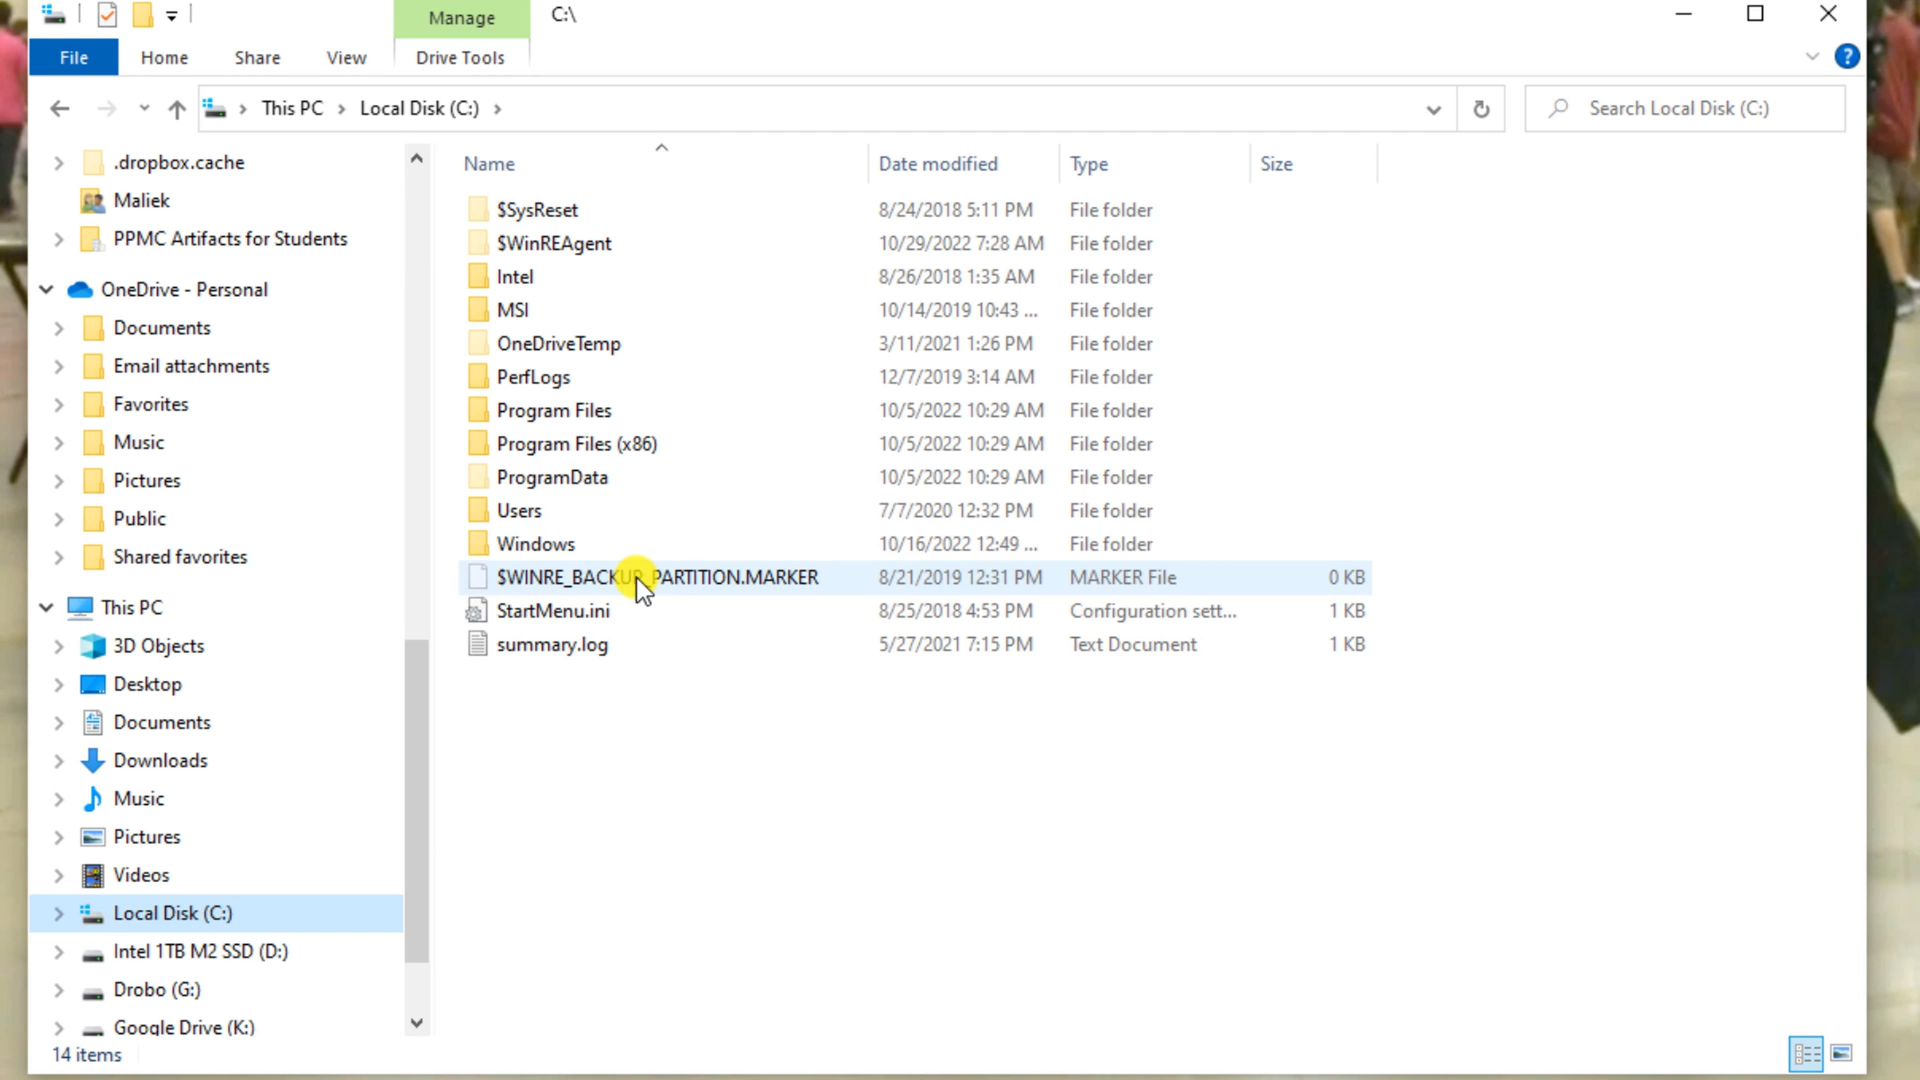 Manage C:\
File Home Share View Drive Tools
This PC Local Disk (C:) Search Local Disk (C:)
.dropbox.cache
Maliek
PPMC Artifacts for Students
OneDrive - Personal
Documents
Email attachments
Favorites
Music
Pictures
Public
Shared favorites
This PC
3D Objects
Desktop
Documents
Downloads
Music
Pictures
Videos
Local Disk (C:)
Intel 1TB M2 SSD (D:)
Drobo (G:)
Google Drive (K:)
Name Date modified Type Size
$SysReset 8/24/2018 5:11 PM File folder
$WinREAgent 10/29/2022 7:28 AM File folder
Intel 8/26/2018 1:35 AM File folder
MSI 10/14/2019 10:43 ... File folder
OneDriveTemp 3/11/2021 1:26 PM File folder
PerfLogs 12/7/2019 3:14 AM File folder
Program Files 10/5/2022 10:29 AM File folder
Program Files (x86) 10/5/2022 10:29 AM File folder
ProgramData 10/5/2022 10:29 AM File folder
Users 7/7/2020 12:32 PM File folder
Windows 10/16/2022 12:49 ... File folder
$WINRE_BACKUP_PARTITION.MARKER 8/21/2019 12:31 PM MARKER File 0 KB
StartMenu.ini 8/25/2018 4:53 PM Configuration sett... 1 KB
summary.log 5/27/2021 7:15 PM Text Document 1 KB
14 items